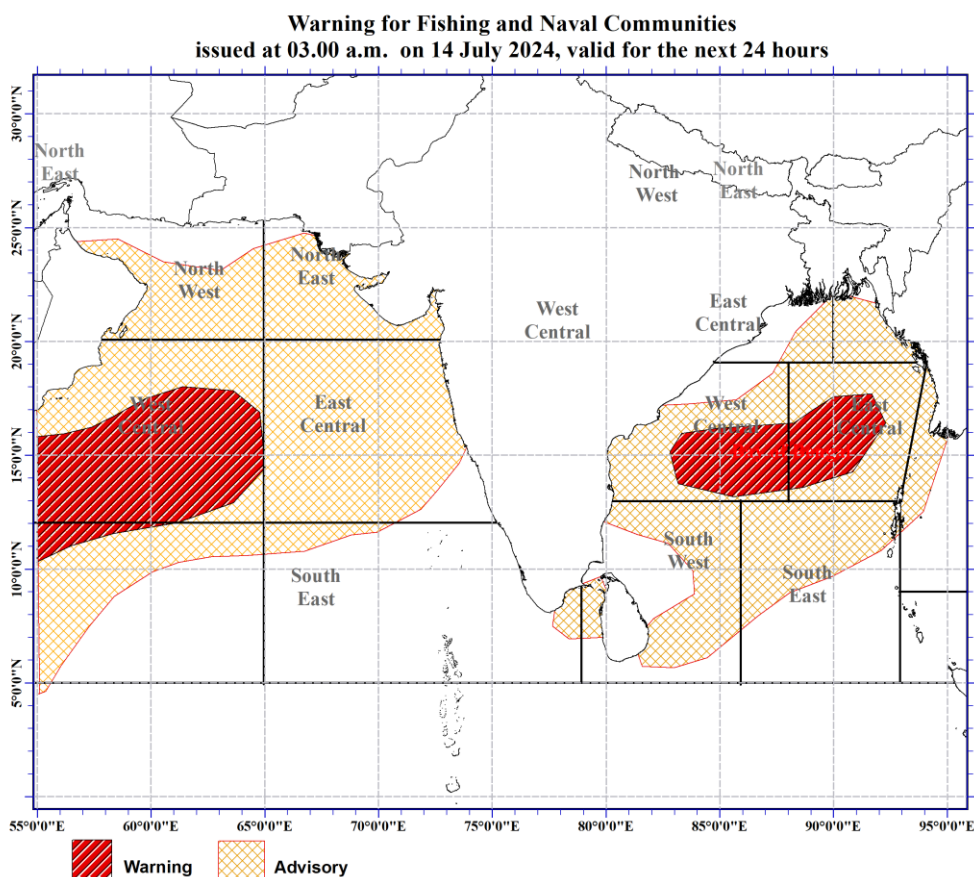 Warning for Fishing and Naval Communities
issued at 03.00 a.m. on 14 July 2024, valid for the next 24 hours
30°0'0"N
25°0'0"N
20°0'0"N
15°0'0"N
10°0'0"N
5°0'0"N
North
East
North
West
North
East
North
West
North
East
West
Central
East
Central
West
Central
East
Central
West
Central
East
Central
South
West
South
East
South
East
55°0'0"E
60°0'0"E
65°0'0"E
70°0'0"E
75°0'0"E
80°0'0"E
85°0'0"E
90°0'0"E
95°0'0"E
Warning
Advisory